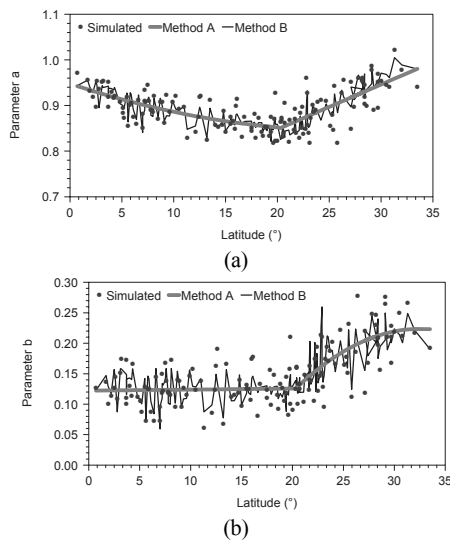 1.1
Simulated Method A Method B
1.0
0.9
0.8
0.7
Parameter a
0 5 10 15 20 25 30 35
Latitude (°)
(a)
0.30
Simulated Method A Method B
0.25
0.20
0.15
0.10
0.05
0.00
Parameter b
0 5 10 15 20 25 30 35
Latitude (°)
(b)